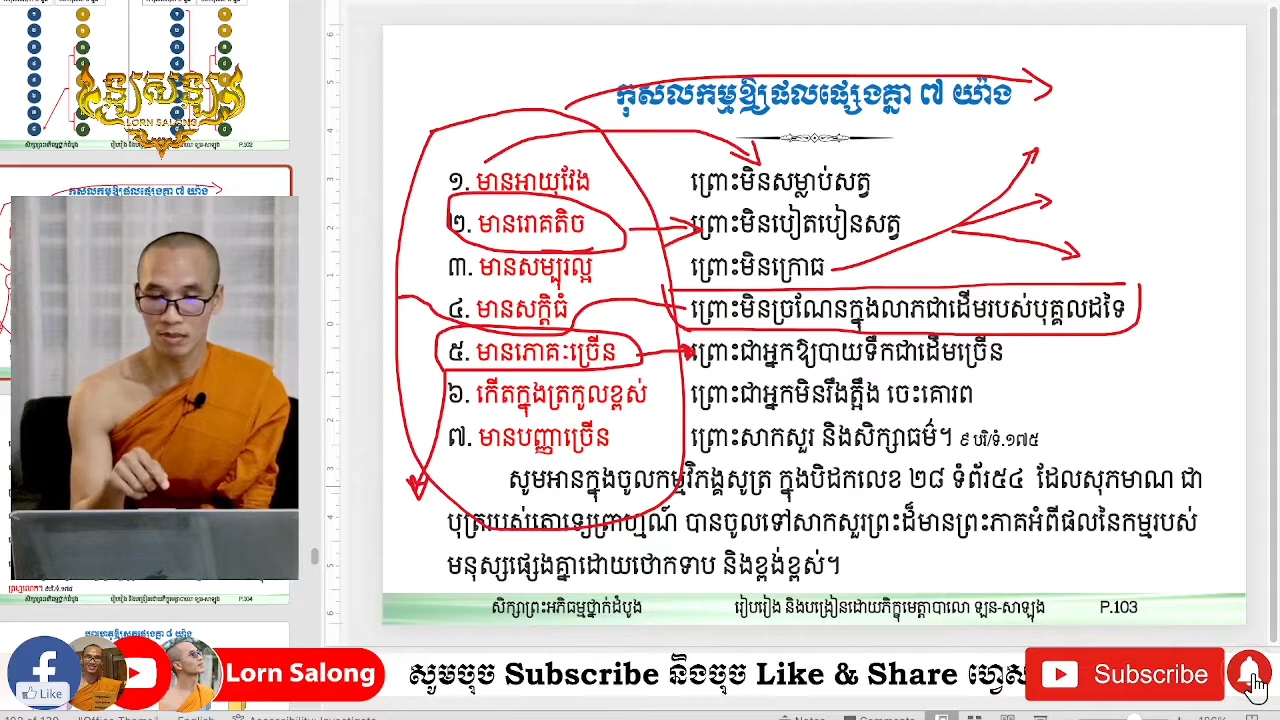 កុសលកម្មឱ្យផលផ្សេងគ្នា ៧ យ៉ាង
១. មានអាយុវែង ព្រោះមិនសម្លាប់សត្វ
២. មានរោគតិច ព្រោះមិនបៀតបៀនសត្វ
៣. មានសម្បុរល្អ ព្រោះមិនក្រោធ
៤. មានសក្តិធំ ព្រោះមិនច្រណែនក្នុងលាភជាដើមរបស់បុគ្គលដទៃ
៥. មានភោគៈច្រើន ព្រោះជាអ្នកឱ្យបាយទឹកជាដើមច្រើន
៦. កើតក្នុងត្រកូលខ្ពស់ ព្រោះជាអ្នកមិនរឹងត្អឹង ចេះគោរព
៧. មានបញ្ញាច្រើន ព្រោះសាកសួរ និងសិក្សាធម៌។ ៩ បរិ/ទំ.១៧៥
សូមអានក្នុងចូលកម្មវិភង្គសូត្រ ក្នុងបិដកលេខ ២៨ ទំព័រ៥៤ ដែលសុភមាណ ជា
បុត្ររបស់តោទេយ្យព្រាហ្មណ៍ បានចូលទៅសាកសួរព្រះដ៏មានព្រះភាគអំពីផលនៃកម្មរបស់
មនុស្សផ្សេងគ្នាដោយថោកទាប និងខ្ពង់ខ្ពស់។
សិក្សាព្រះអភិធម្មថ្នាក់ដំបូង រៀបរៀង និងបង្រៀនដោយភិក្ខុមេត្តាបាលោ ឡន-សាឡុង P.103
ឡនសាឡុង
LORN SALONG
P.102
P.104
Like
Lorn Salong
សូមចុច Subscribe និងចុច Like & Share ហ្វេស
Subscribe